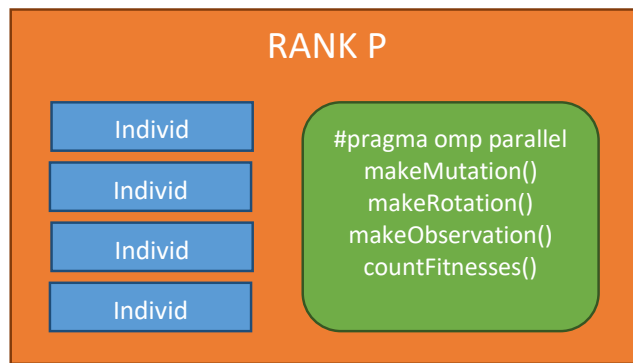 RANK P
Individ
Individ
Individ
Individ
#pragma omp parallel
makeMutation()
makeRotation()
makeObservation()
countFitnesses()